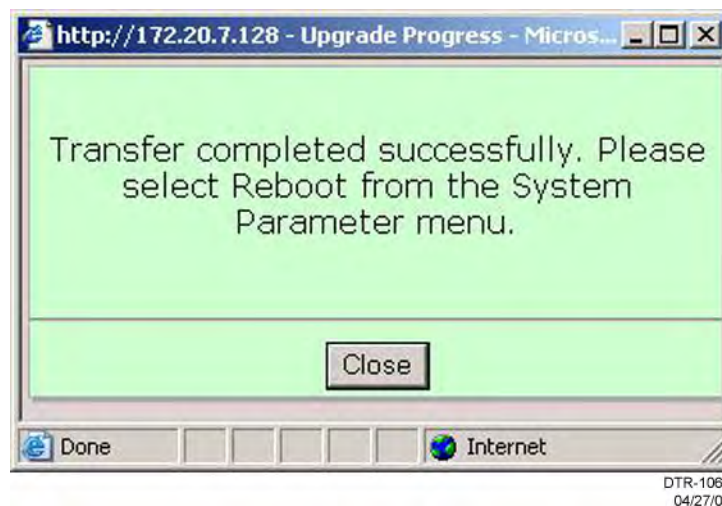 http://172.20.7.128 - Upgrade Progress - Micros...
Transfer completed successfully. Please
select Reboot from the System
Parameter menu.
Close
Done
Internet
DTR-106
04/27/0